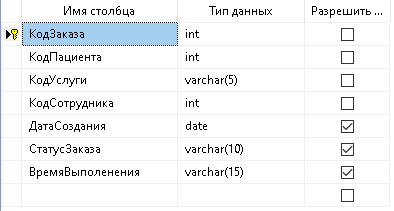 Имя столбца Тип данных Разрешить ...
КодЗаказа int
КодПациента int
КодУслуги varchar(5)
КодСотрудника int
ДатаСоздания date
СтатусЗаказа varchar(10)
ВремяВыполенения varchar(15)